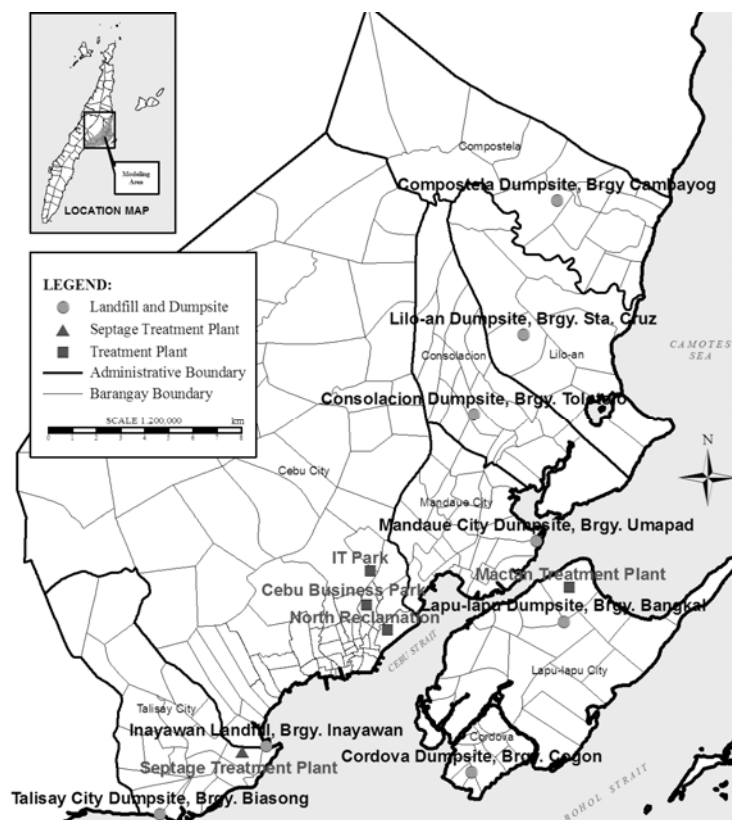 Modeling
Area
LOCATION MAP
LEGEND:
Landfill and Dumpsite
Septage Treatment Plant
Treatment Plant
Administrative Boundary
Barangay Boundary
SCALE 1:200,000
km
0 1 2 3 4 5 6 7 8
Compostela
Compostela Dumpsite, Brgy Cambayog
Lilo-an Dumpsite, Brgy. Sta. Cruz
Consolacion
Lilo-an
CAMOTES
SEA
Consolacion Dumpsite, Brgy. Tolotolo
N
Cebu City
Mandaue City
Mandaue City Dumpsite, Brgy. Umapad
IT Park
Mactan Treatment Plant
Cebu Business Park
Lapu-lapu Dumpsite, Brgy. Bangkal
North Reclamation
CEBU STRAIT
Lapu-lapu City
Talisay City
Inayawan Landfill, Brgy. Inayawan
Cordova
Cordova Dumpsite, Brgy. Cogon
Septage Treatment Plant
Talisay City Dumpsite, Brgy. Biasong
BOHOL STRAIT